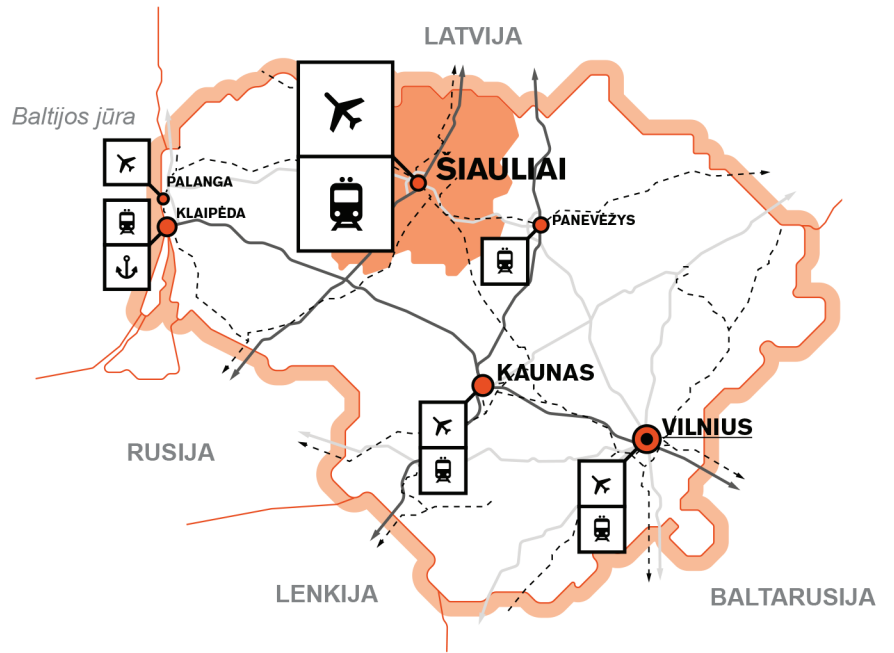 LATVIJA
Baltijos jūra
ŠIAULIAI
PALANGA
KLAIPĖDA
PANEVĖŽYS
KAUNAS
VILNIUS
RUSIJA
LENKIJA
BALTARUSIJA